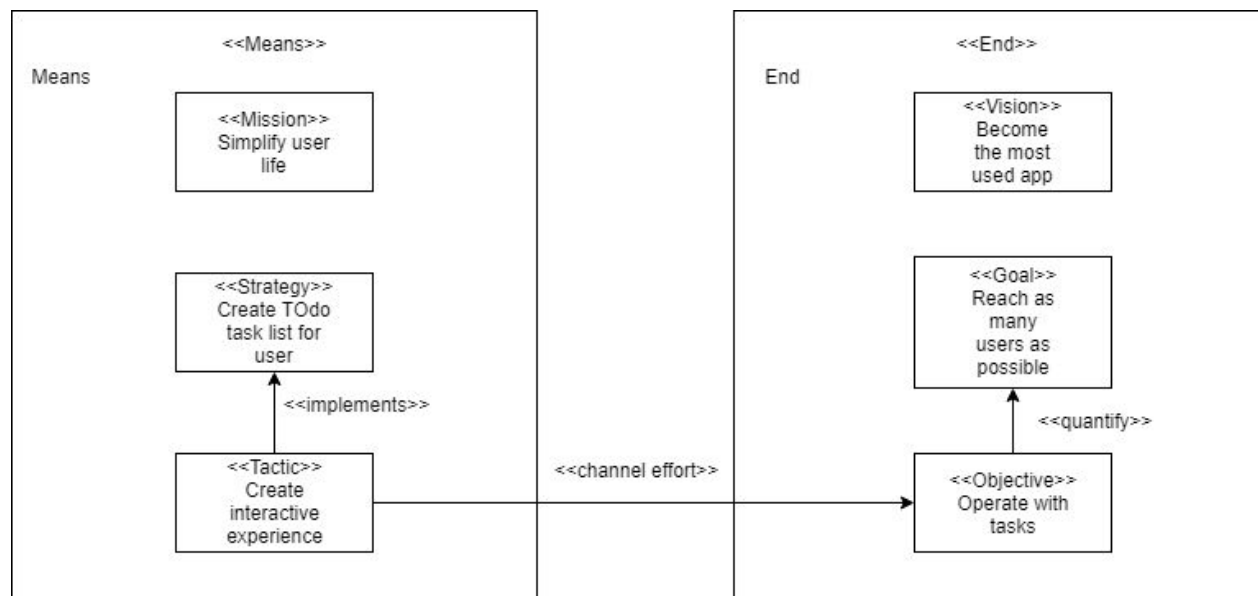 <<Means>>
Means
<<Mission>>
Simplify user
life
<<Strategy>>
Create TOdo
task list for
user
<<implements>>
<<Tactic>>
Create
interactive
experience
<<channel effort>>
<<End>>
End
<<Vision>>
Become
the most
used app
<<Goal>>
Reach as
many
users as
possible
<<quantify>>
<<Objective>>
Operate with
tasks